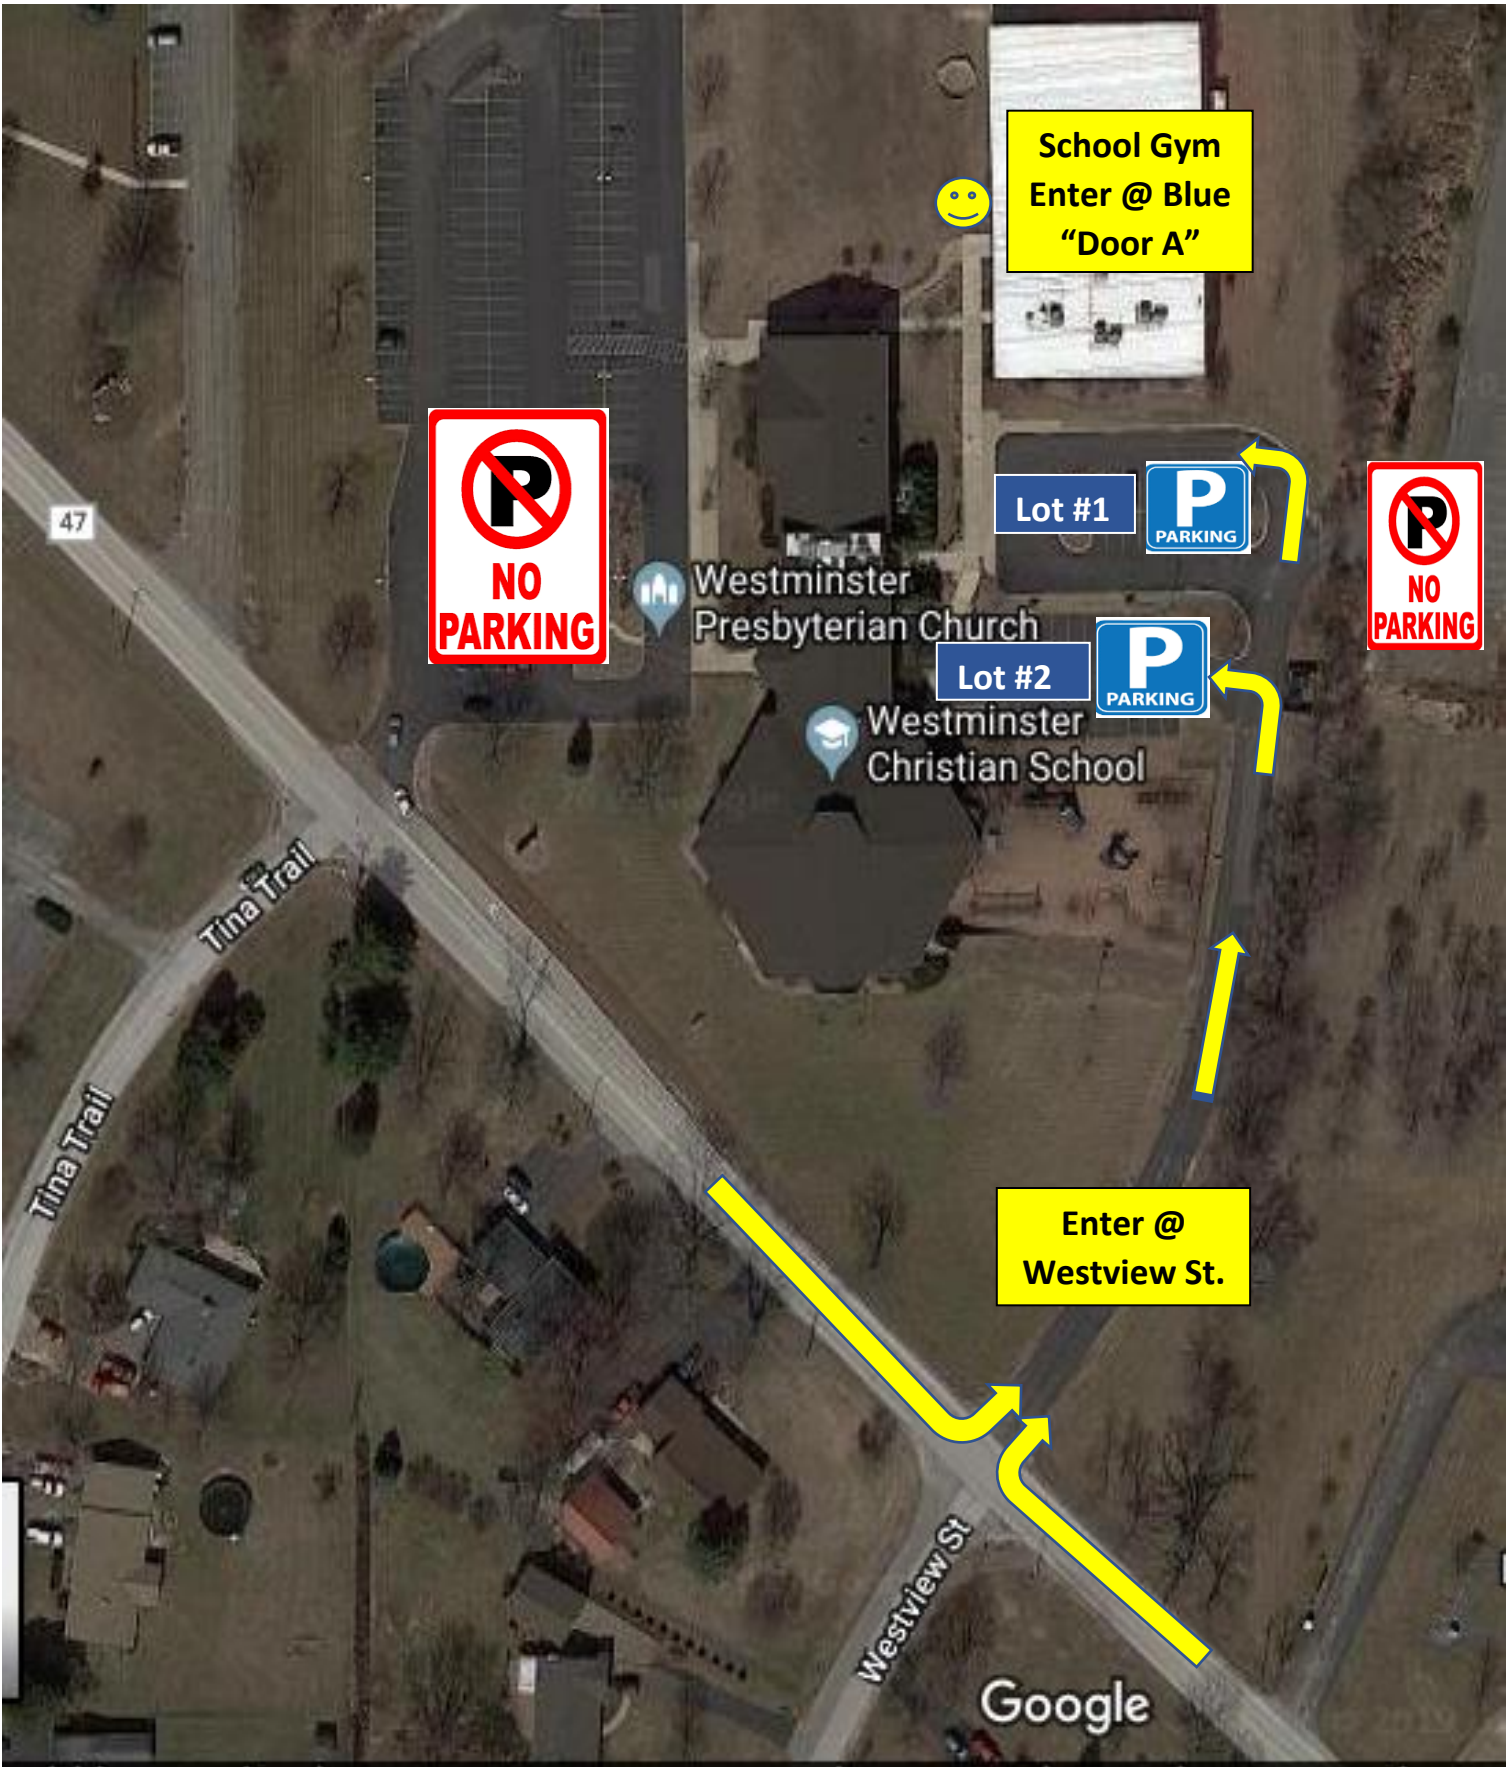 School Gym
Enter @ Blue
“Door A”
47
NO
PARKING
Lot #1
P
PARKING
P
NO
PARKING
P
Westminster
Presbyterian Church
Lot #2
P
PARKING
Westminster
Christian School
Tina Trail
Tina Trail
Enter @
Westview St.
Westview St
Google